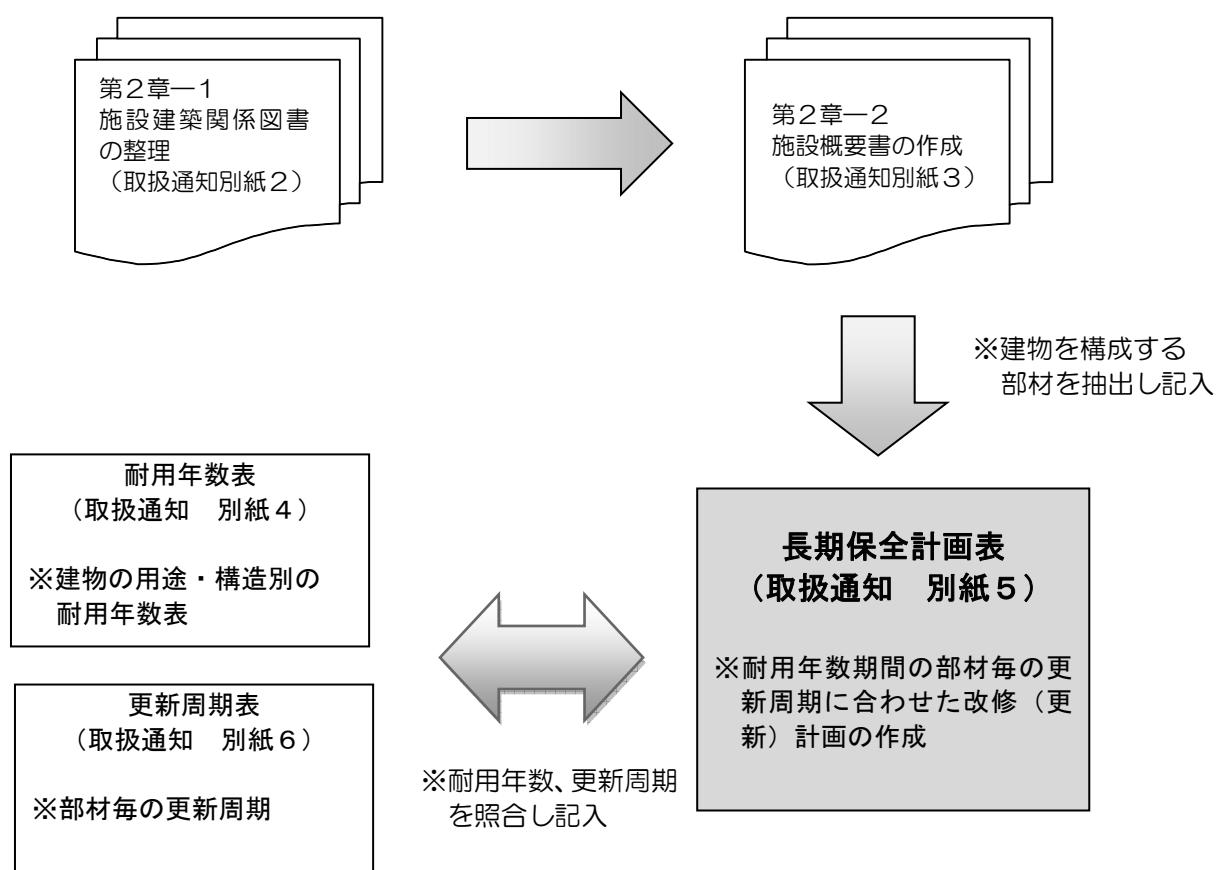 第2章―1
施設建築関係図書
の整理
（取扱通知別紙2）
第2章―2
施設概要書の作成
（取扱通知別紙3）
※建物を構成する
部材を抽出し記入
耐用年数表
（取扱通知　別紙4）
※建物の用途・構造別の
耐用年数表
更新周期表
（取扱通知　別紙6）
※部材毎の更新周期
※耐用年数、更新周期
を照合し記入
長期保全計画表
（取扱通知　別紙5）
※耐用年数期間の部材毎の更
新周期に合わせた改修（更
新）計画の作成